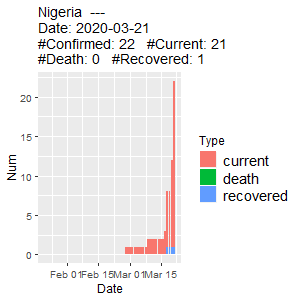 Nigeria  ---
Date: 2020-03-21
#Confirmed: 22   #Current: 21
#Death: 0   #Recovered: 1
Num
20
15
10
5
0
Feb 01 Feb 15 Mar 01 Mar 15
Date
Type
current
death
recovered